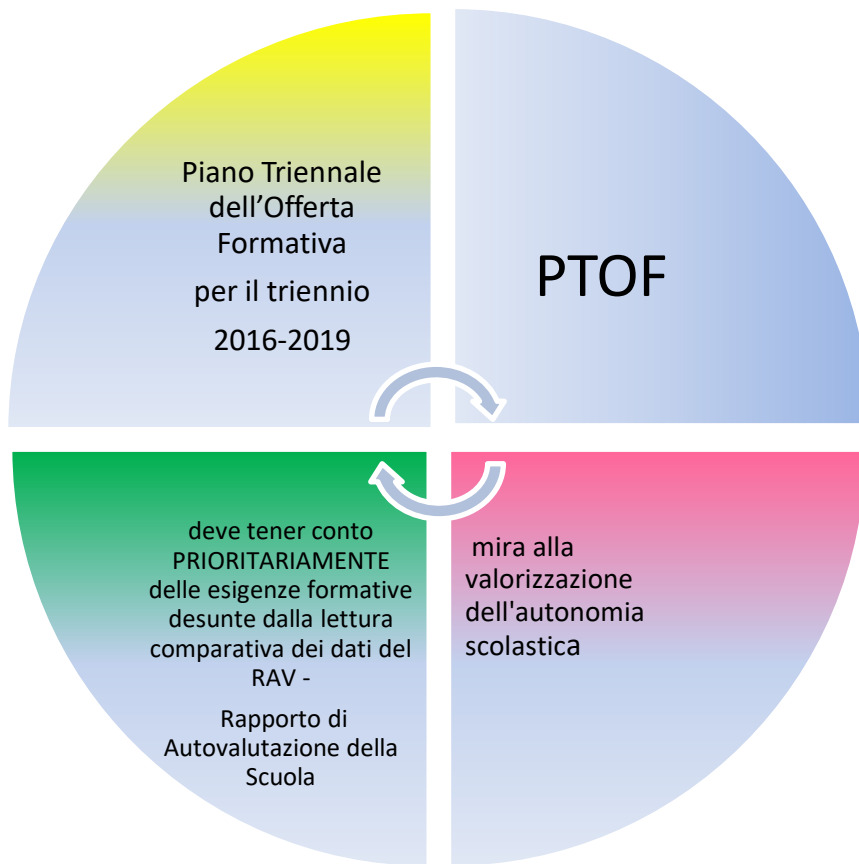 Piano Triennale
dell’Offerta
Formativa
per il triennio
2016-2019
PTOF
mira alla
valorizzazione
dell'autonomia
scolastica
deve tener conto
PRIORITARIAMENTE
delle esigenze formative
desunte dalla lettura
comparativa dei dati del
RAV -
Rapporto di
Autovalutazione della
Scuola